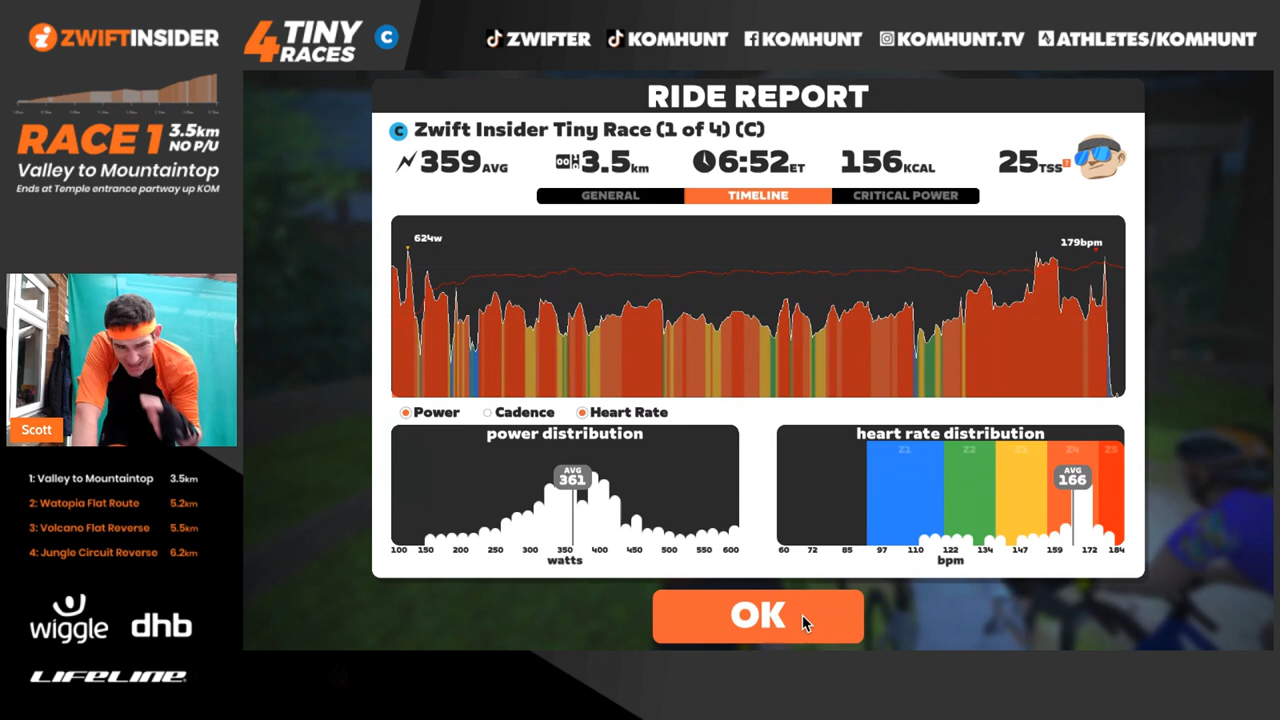 ZWIFTINSIDER
4 TINY RACES
C
ZWIFTER
KOMHUNT
KOMHUNT
KOMHUNT.TV
ATHLETES/KOMHUNT
RACE 1
3.5km
NO P/U
Valley to Mountaintop
Ends at Temple entrance partway up KOM
Scott
1: Valley to Mountaintop 3.5km
2: Watopia Flat Route 5.2km
3: Volcano Flat Reverse 5.5km
4: Jungle Circuit Reverse 6.2km
wiggle dhb
LIFELINE
RIDE REPORT
C Zwift Insider Tiny Race (1 of 4) (C)
359AVG 3.5km 6:52ET 156KCAL 25TSS?
GENERAL TIMELINE CRITICAL POWER
624w 179bpm
Power Cadence Heart Rate
power distribution
AVG
361
100 150 200 250 300 350 400 450 500 550 600
watts
heart rate distribution
Z1 Z2 Z3 Z4 Z5
AVG
166
60 72 85 97 110 122 134 147 159 172 184
bpm
OK